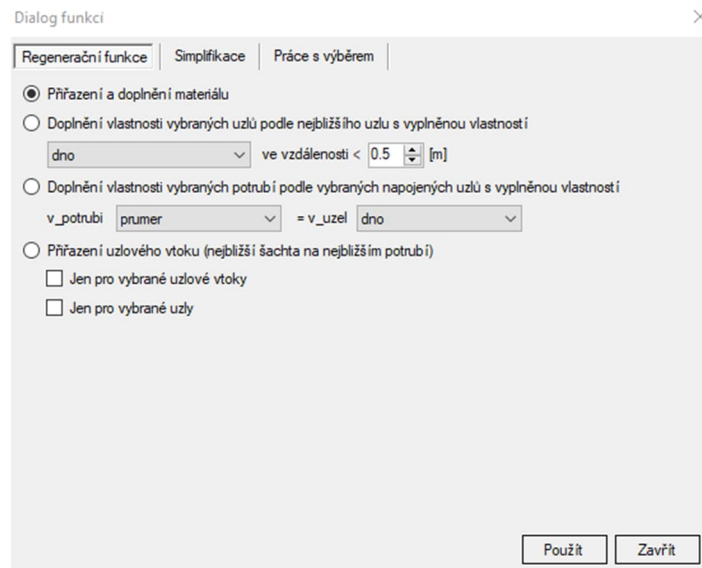 Dialog funkcí
Regenerační funkce Simplifikace Práce s výběrem
Přiřazení a doplnění materiálu
Doplnění vlastnosti vybraných uzlů podle nejbližšího uzlu s vyplněnou vlastností
dno ve vzdálenosti < 0.5 [m]
Doplnění vlastnosti vybraných potrubí podle vybraných napojených uzlů s vyplněnou vlastností
v_potrubi prumer = v_uzel dno
Přiřazení uzlového vtoku (nejbližší šachta na nejbližším potrubí)
Jen pro vybrané uzlové vtoky
Jen pro vybrané uzly
Použít Zavřít